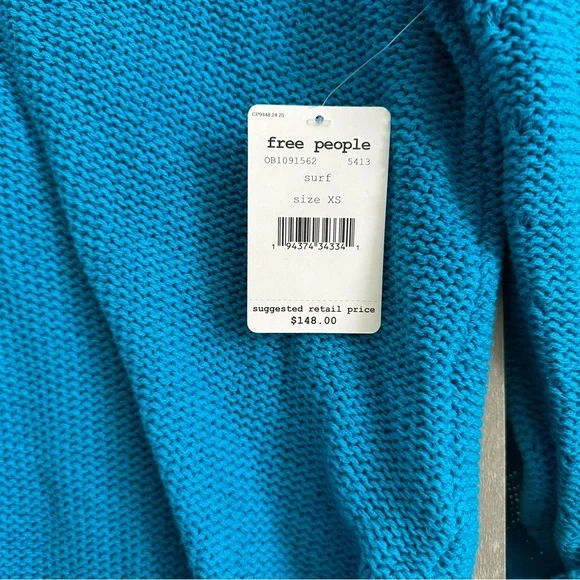 CP9448 24 25
free people
OB1091562 5413
surf
size XS
1 94374 34334 1
suggested retail price
$148.00